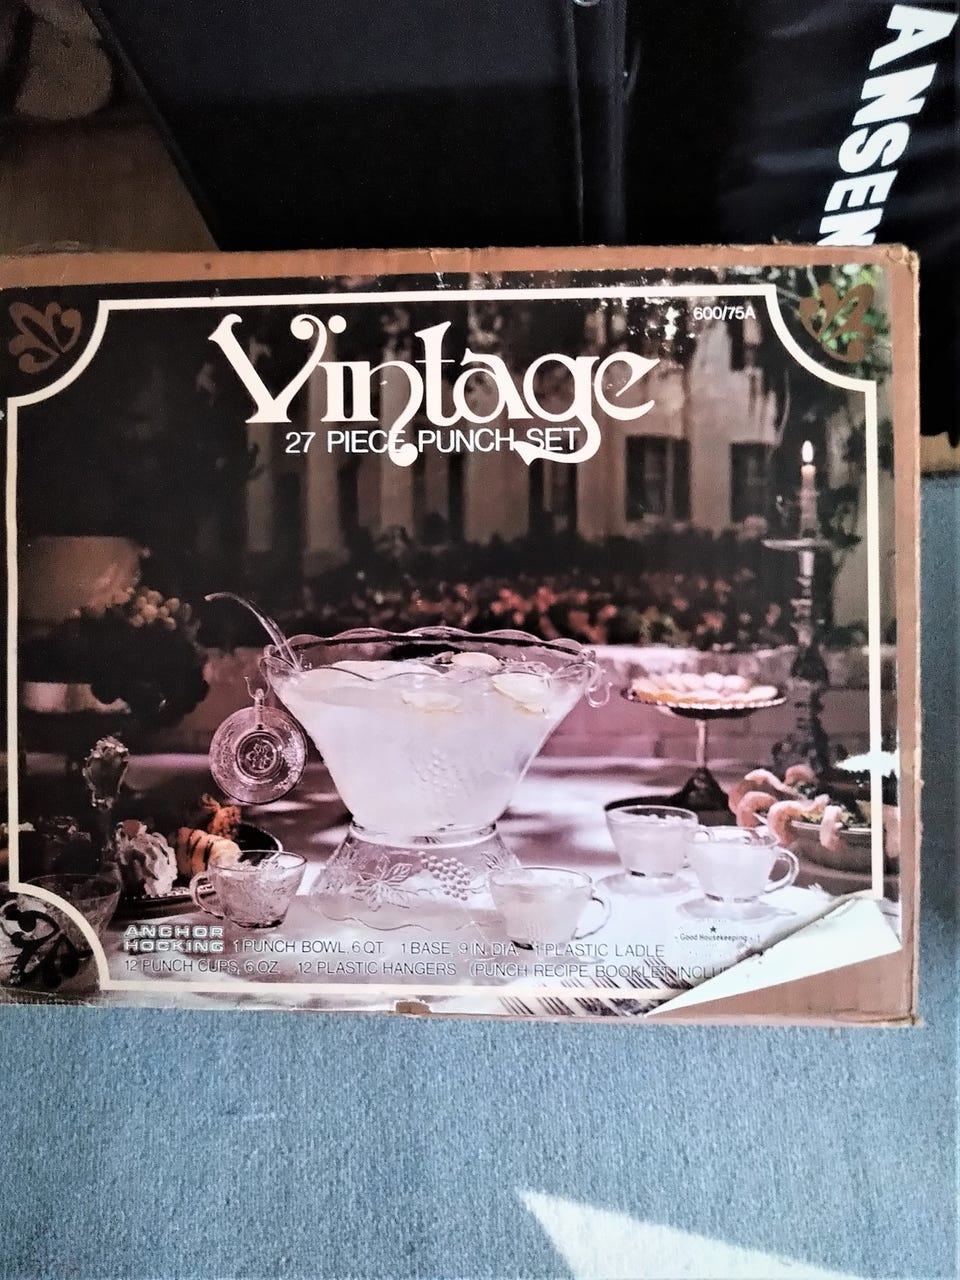 ANSEN
600/75A
Vintage
27 PIECE PUNCH SET
ANCHOR
HOCKING
1 PUNCH BOWL, 6 QT. 1 BASE, 9 IN. DIA. 1 PLASTIC LADLE
12 PUNCH CUPS, 6 OZ. 12 PLASTIC HANGERS (PUNCH RECIPE BOOKLET INCLU
Good Housekeeping